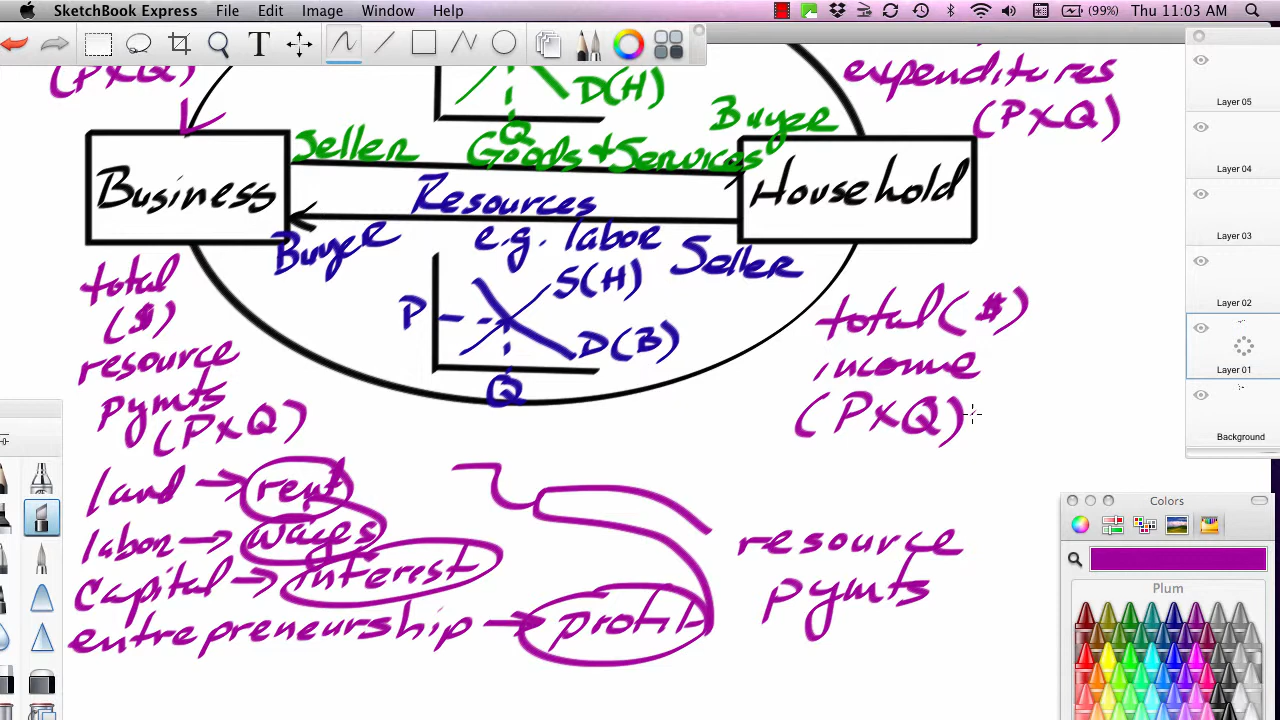 SketchBook Express File Edit Image Window Help (99%) Thu 11:03 AM
T
(PxQ)
expenditures
(PxQ)
D(H)
Q
Buyer
Seller
Goods + Services
Business
Household
Resources
e.g. labor
Buyer
Seller
S(H)
P
D(B)
Q
total
($)
resource
pymts
(PxQ)
total ($)
income
(PxQ)
land → rent
labor → wages
Capital → interest
entrepreneurship → profit
resource
pymts
Layer 05
Layer 04
Layer 03
Layer 02
Layer 01
Background
Colors
Plum